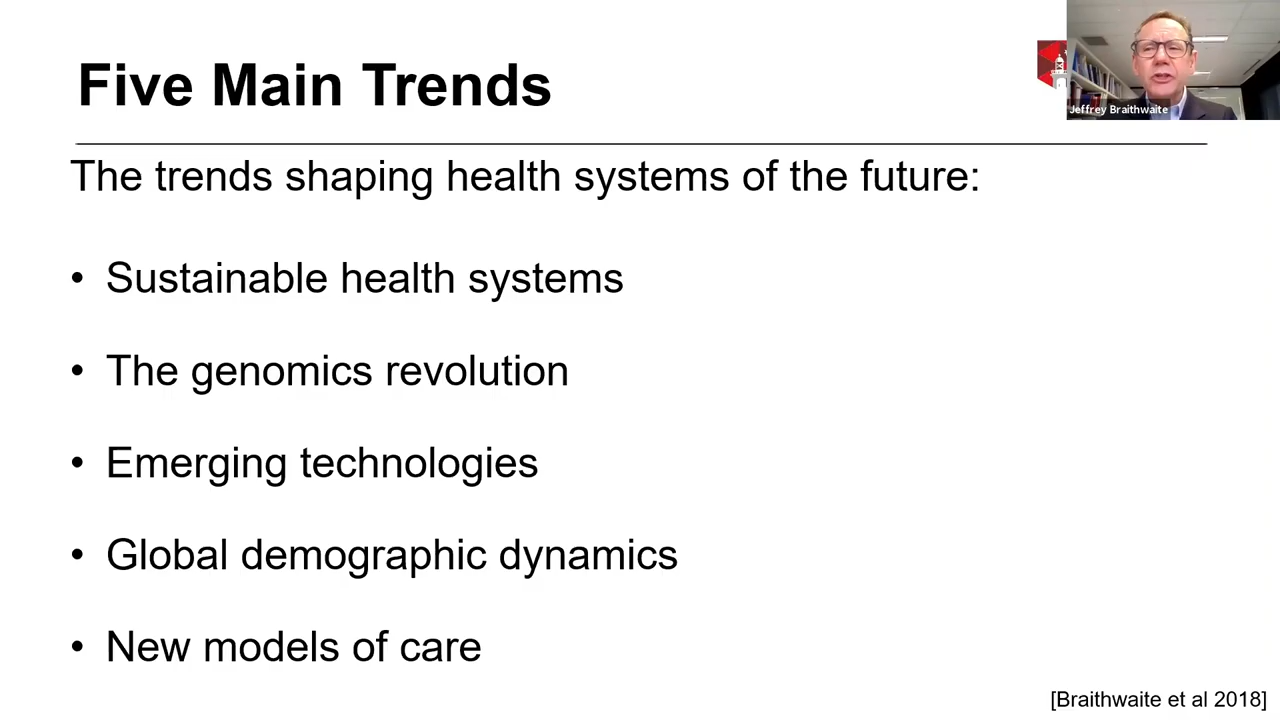 Five Main Trends
Jeffrey Braithwaite
The trends shaping health systems of the future:
• Sustainable health systems
• The genomics revolution
• Emerging technologies
• Global demographic dynamics
• New models of care
[Braithwaite et al 2018]